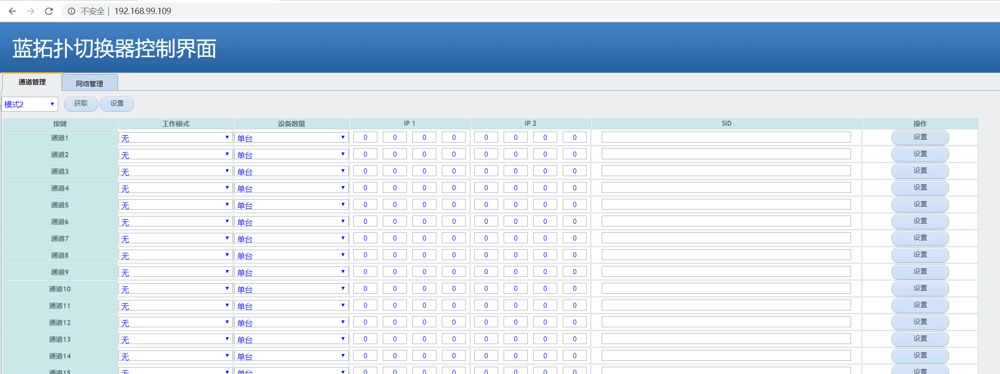 不安全 | 192.168.99.109
蓝拓扑切换器控制界面
通道管理 网络管理
模式2 获取 设置
按键 工作模式 设备数量 IP 1 IP 2 SID 操作
通道1 无 单台 0 0 0 0 0 0 0 0 设置
通道2 无 单台 0 0 0 0 0 0 0 0 设置
通道3 无 单台 0 0 0 0 0 0 0 0 设置
通道4 无 单台 0 0 0 0 0 0 0 0 设置
通道5 无 单台 0 0 0 0 0 0 0 0 设置
通道6 无 单台 0 0 0 0 0 0 0 0 设置
通道7 无 单台 0 0 0 0 0 0 0 0 设置
通道8 无 单台 0 0 0 0 0 0 0 0 设置
通道9 无 单台 0 0 0 0 0 0 0 0 设置
通道10 无 单台 0 0 0 0 0 0 0 0 设置
通道11 无 单台 0 0 0 0 0 0 0 0 设置
通道12 无 单台 0 0 0 0 0 0 0 0 设置
通道13 无 单台 0 0 0 0 0 0 0 0 设置
通道14 无 单台 0 0 0 0 0 0 0 0 设置
通道15 无 单台 0 0 0 0 0 0 0 0 设置